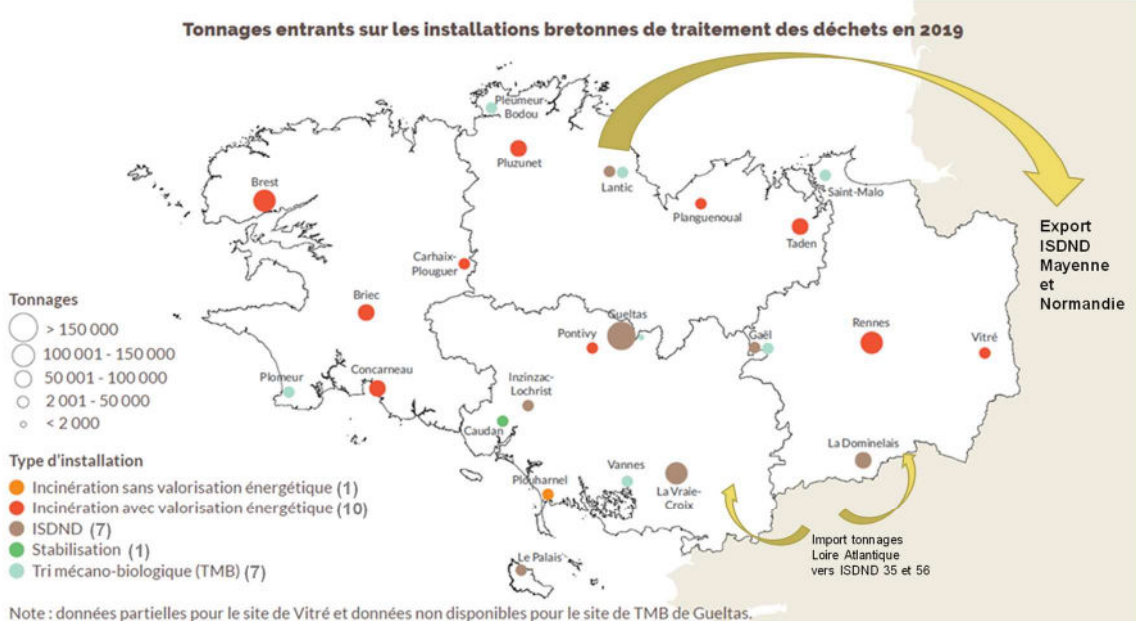 Tonnages entrants sur les installations bretonnes de traitement des déchets en 2019
Pleumeur-
Bodou
Pluzunet
Brest
Lantic
Saint-Malo
Planguenoual
Taden
Export
ISDND
Mayenne
et
Normandie
Carhaix-
Plouguer
Tonnages
> 150 000
100 001 - 150 000
50 001 - 100 000
2 001 - 50 000
< 2 000
Briec
Gueltas
Pontivy
Gaël
Rennes
Vitré
Plomeur
Concarneau
Inzinzac-
Lochrist
Caudan
La Dominelais
Type d'installation
Incinération sans valorisation énergétique (1)
Incinération avec valorisation énergétique (10)
ISDND (7)
Stabilisation (1)
Tri mécano-biologique (TMB) (7)
Plouharnel
Vannes
La Vraie-
Croix
Le Palais
Import tonnages
Loire Atlantique
vers ISDND 35 et 56
Note : données partielles pour le site de Vitré et données non disponibles pour le site de TMB de Gueltas.